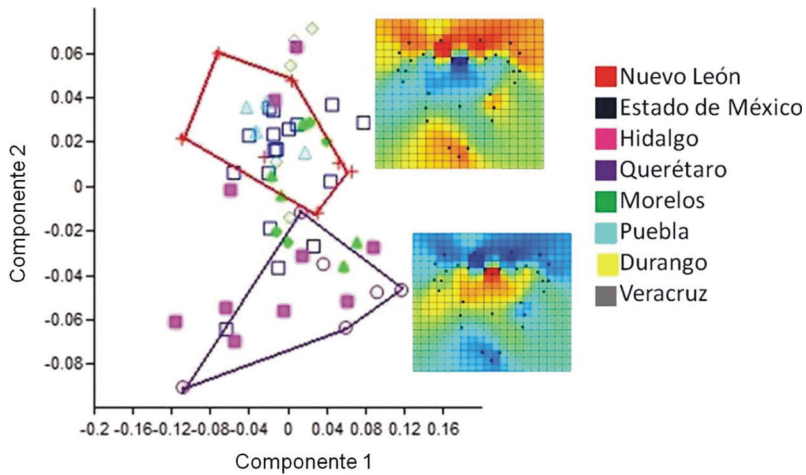 Componente 2
0.06
0.04
0.02
0
-0.02
-0.04
-0.06
-0.08
-0.2 -0.16 -0.12 -0.08 -0.04 0 0.04 0.08 0.12 0.16
Componente 1
Nuevo León
Estado de México
Hidalgo
Querétaro
Morelos
Puebla
Durango
Veracruz